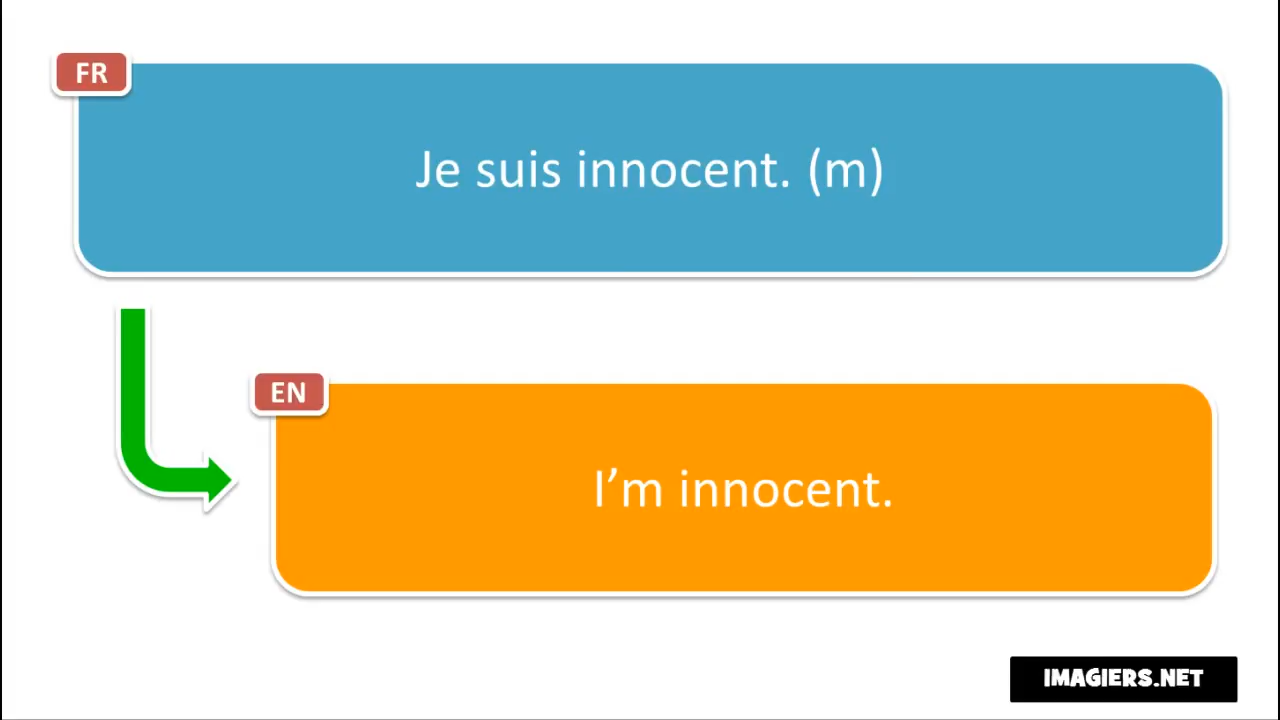 FR
Je suis innocent. (m)
EN
I’m innocent.
IMAGIERS.NET